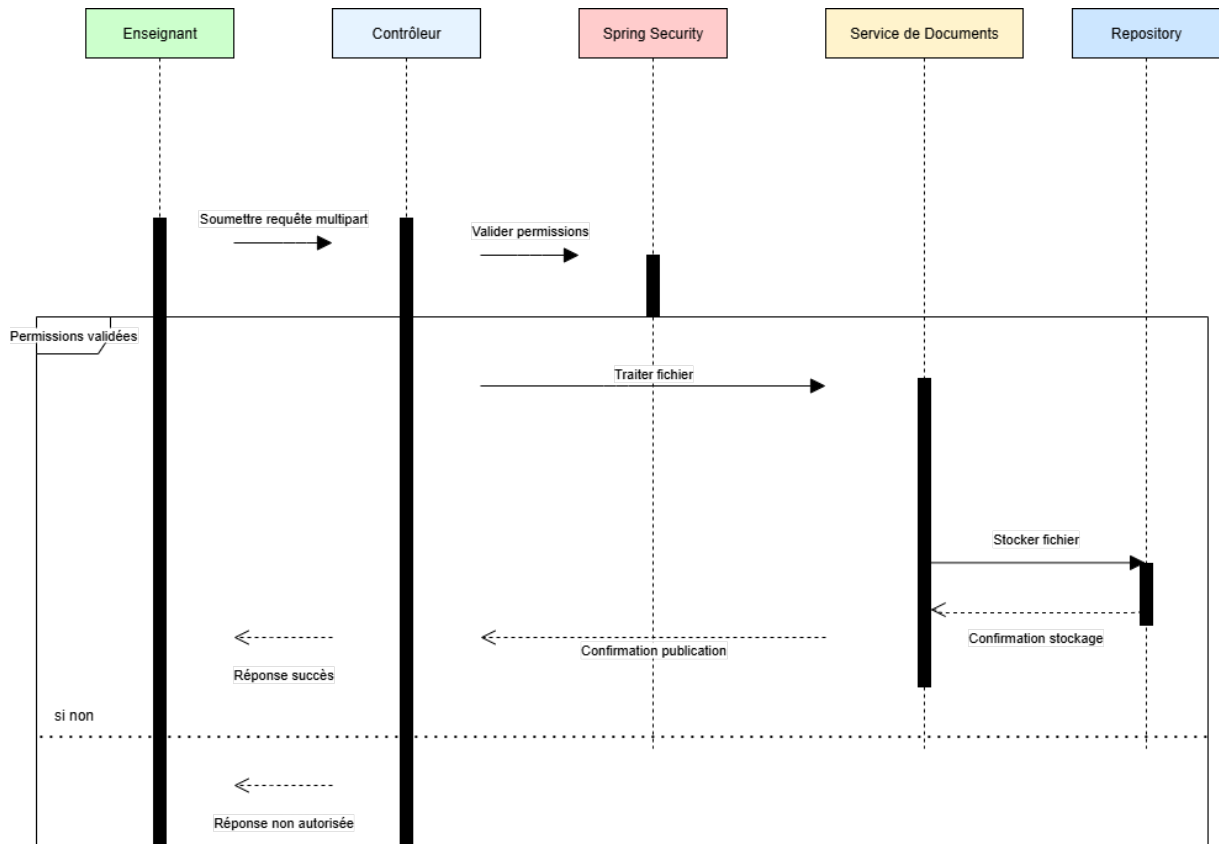 Enseignant
Contrôleur
Spring Security
Service de Documents
Repository
Soumettre requête multipart
Valider permissions
Permissions validées
Traiter fichier
Stocker fichier
Confirmation stockage
Confirmation publication
Réponse succès
si non
Réponse non autorisée